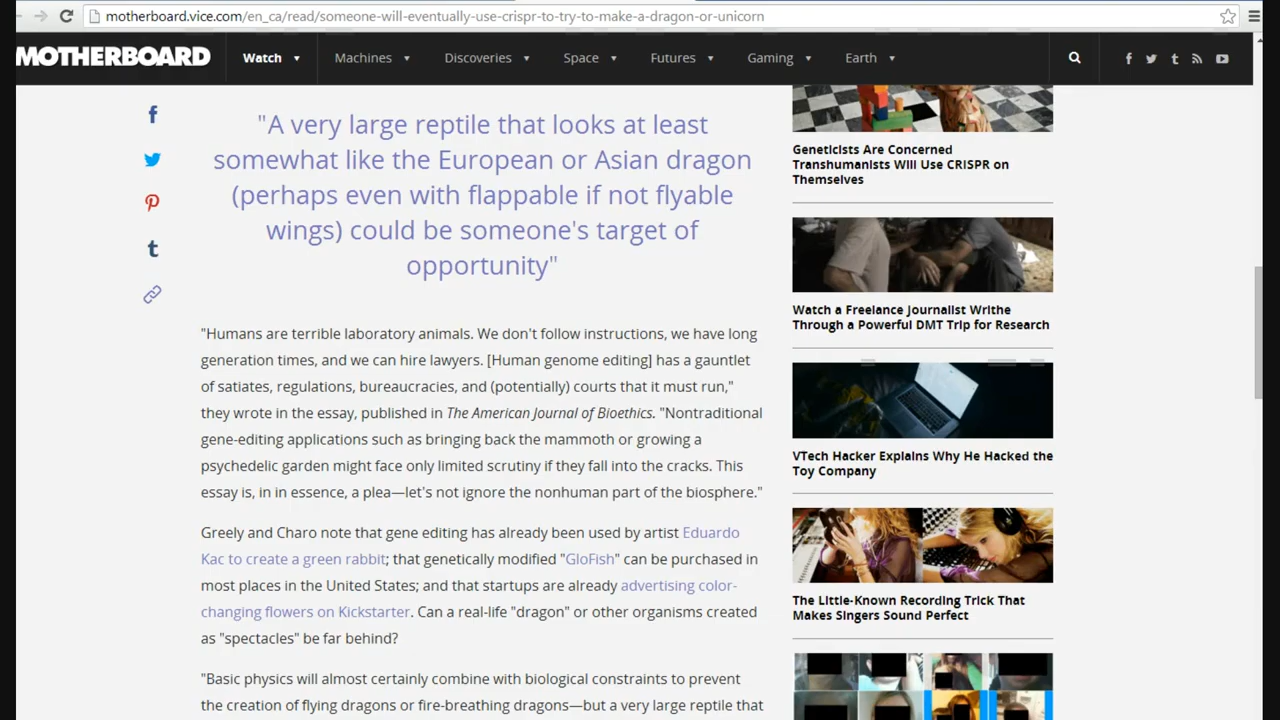 motherboard.vice.com/en_ca/read/someone-will-eventually-use-crispr-to-try-to-make-a-dragon-or-unicorn
MOTHERBOARD
Watch
Machines
Discoveries
Space
Futures
Gaming
Earth
"A very large reptile that looks at least
somewhat like the European or Asian dragon
(perhaps even with flappable if not flyable
wings) could be someone's target of
opportunity"
"Humans are terrible laboratory animals. We don't follow instructions, we have long
generation times, and we can hire lawyers. [Human genome editing] has a gauntlet
of satiates, regulations, bureaucracies, and (potentially) courts that it must run,"
they wrote in the essay, published in The American Journal of Bioethics. "Nontraditional
gene-editing applications such as bringing back the mammoth or growing a
psychedelic garden might face only limited scrutiny if they fall into the cracks. This
essay is, in in essence, a plea—let's not ignore the nonhuman part of the biosphere."
Greely and Charo note that gene editing has already been used by artist Eduardo
Kac to create a green rabbit; that genetically modified "GloFish" can be purchased in
most places in the United States; and that startups are already advertising color-
changing flowers on Kickstarter. Can a real-life "dragon" or other organisms created
as "spectacles" be far behind?
"Basic physics will almost certainly combine with biological constraints to prevent
the creation of flying dragons or fire-breathing dragons—but a very large reptile that
Geneticists Are Concerned
Transhumanists Will Use CRISPR on
Themselves
Watch a Freelance Journalist Writhe
Through a Powerful DMT Trip for Research
VTech Hacker Explains Why He Hacked the
Toy Company
The Little-Known Recording Trick That
Makes Singers Sound Perfect